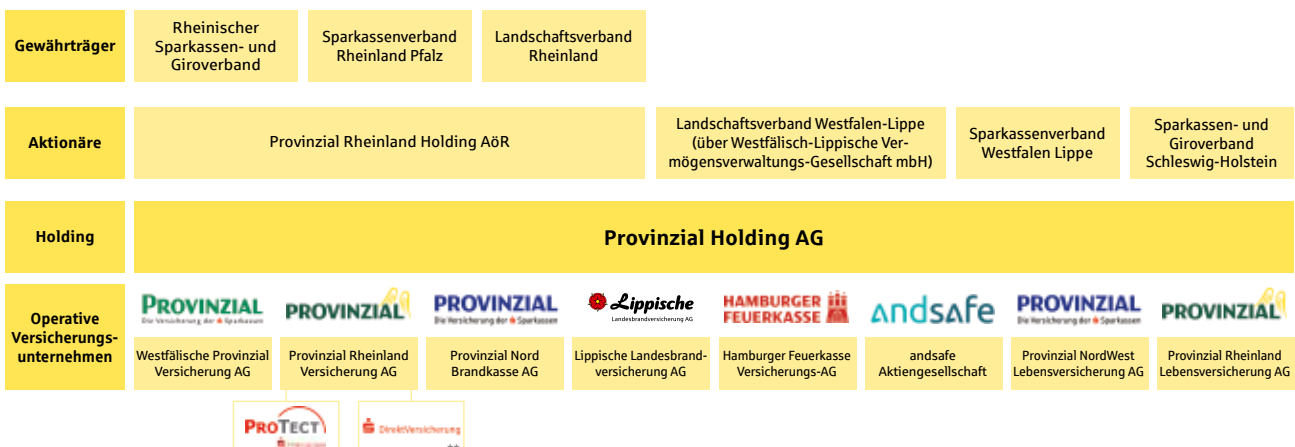 Gewährträger
Rheinischer
Sparkassen- und
Giroverband
Sparkassenverband
Rheinland Pfalz
Landschaftsverband
Rheinland
Aktionäre
Provinzial Rheinland Holding AöR
Landschaftsverband Westfalen-Lippe
(über Westfälisch-Lippische Ver-
mögensverwaltungs-Gesellschaft mbH)
Sparkassenverband
Westfalen Lippe
Sparkassen- und
Giroverband
Schleswig-Holstein
Holding
Provinzial Holding AG
Operative
Versicherungs-
unternehmen
PROVINZIAL
Die Versicherung der Sparkassen
PROVINZIAL
PROVINZIAL
Die Versicherung der Sparkassen
Lippische
Landesbrandversicherung AG
HAMBURGER
FEUERKASSE
andsafe
PROVINZIAL
Die Versicherung der Sparkassen
PROVINZIAL
Westfälische Provinzial
Versicherung AG
Provinzial Rheinland
Versicherung AG
Provinzial Nord
Brandkasse AG
Lippische Landesbrand-
versicherung AG
Hamburger Feuerkasse
Versicherungs-AG
andsafe
Aktiengesellschaft
Provinzial NordWest
Lebensversicherung AG
Provinzial Rheinland
Lebensversicherung AG
PROTECT
DirektVersicherung